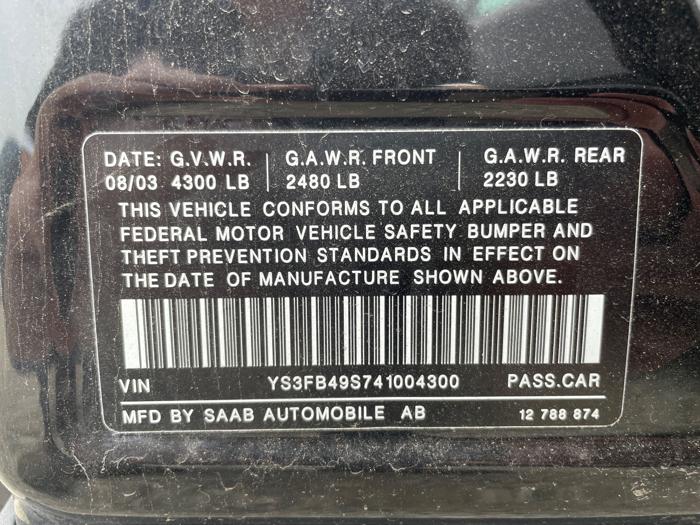 DATE: G.V.W.R. G.A.W.R. FRONT G.A.W.R. REAR
08/03 4300 LB 2480 LB 2230 LB
THIS VEHICLE CONFORMS TO ALL APPLICABLE
FEDERAL MOTOR VEHICLE SAFETY BUMPER AND
THEFT PREVENTION STANDARDS IN EFFECT ON
THE DATE OF MANUFACTURE SHOWN ABOVE.
VIN YS3FB49S741004300 PASS.CAR
MFD BY SAAB AUTOMOBILE AB 12 788 874